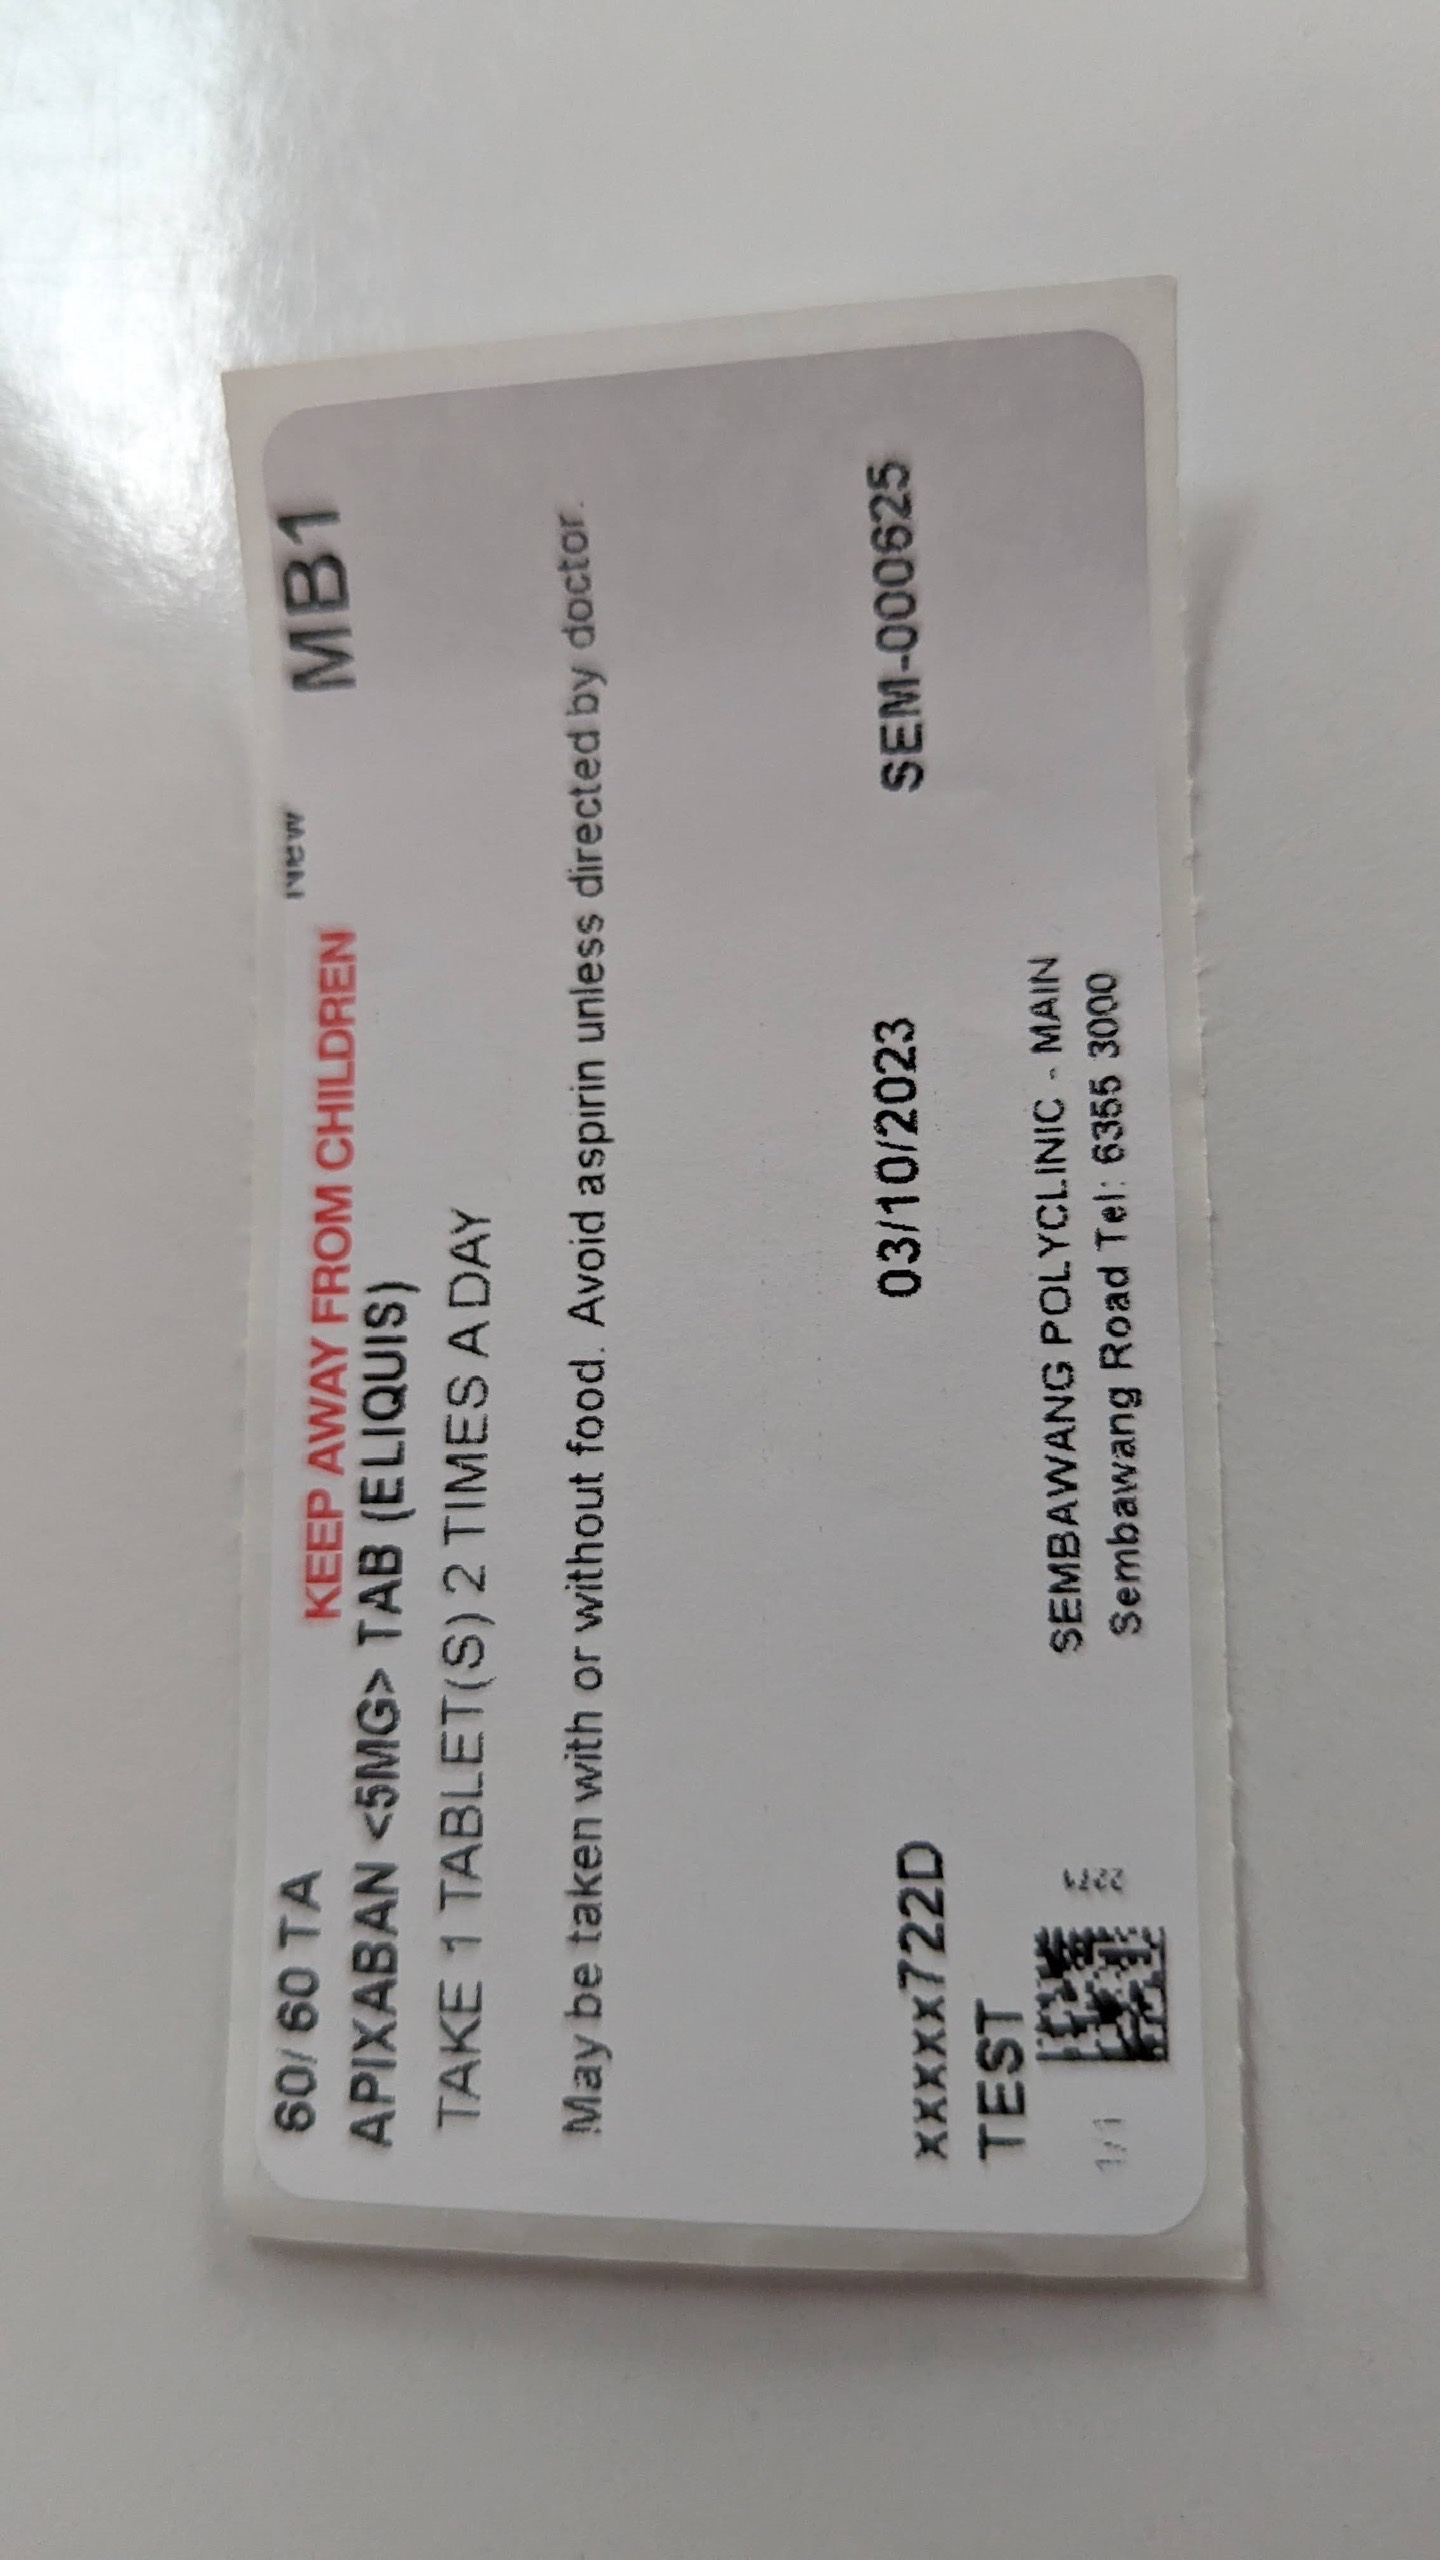 60/ 60 TA
KEEP AWAY FROM CHILDREN
New
MB1
APIXABAN <5MG> TAB (ELIQUIS)
TAKE 1 TABLET(S) 2 TIMES A DAY
May be taken with or without food. Avoid aspirin unless directed by doctor.
xxxxx722D
03/10/2023
SEM-000625
TEST
1/1
2271
SEMBAWANG POLYCLINIC - MAIN
Sembawang Road Tel: 6355 3000